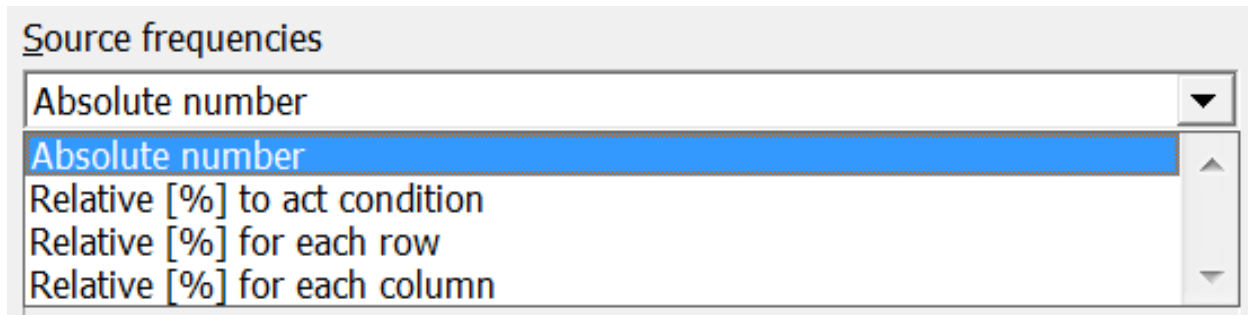 Source frequencies
Absolute number
Absolute number
Relative [%] to act condition
Relative [%] for each row
Relative [%] for each column